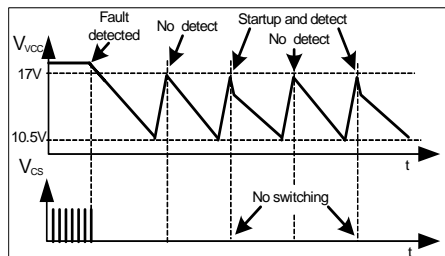 Fault
detected
No detect
Startup and detect
No detect
VVCC
17V
10.5V
t
VCS
No switching
t